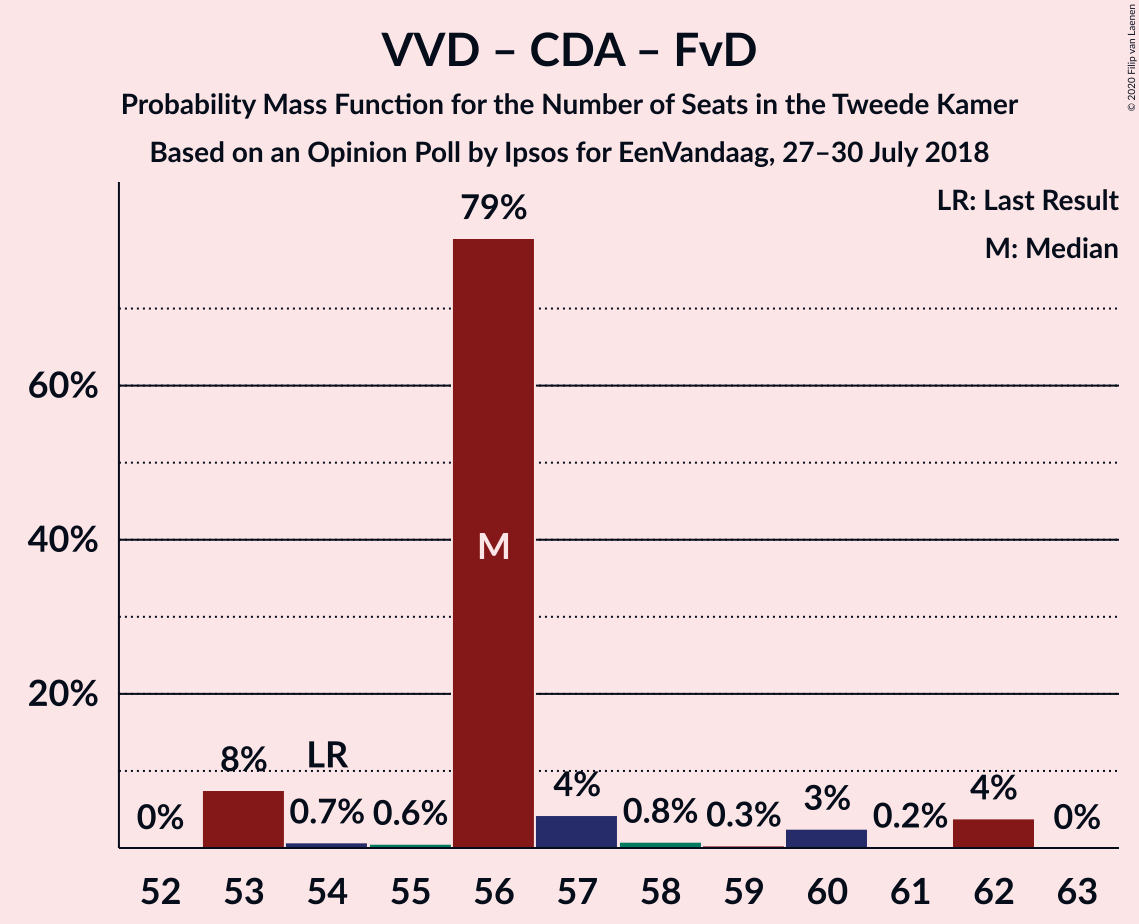 © 2020 Filip van Laenen
VVD – CDA – FvD
Probability Mass Function for the Number of Seats in the Tweede Kamer
Based on an Opinion Poll by Ipsos for EenVandaag, 27–30 July 2018
LR: Last Result
M: Median
79%
60%
40%
M
20%
0%
8%
LR
0.7%
0.6%
4%
0.8%
0.3%
3%
0.2%
4%
0%
52 53 54 55 56 57 58 59 60 61 62 63